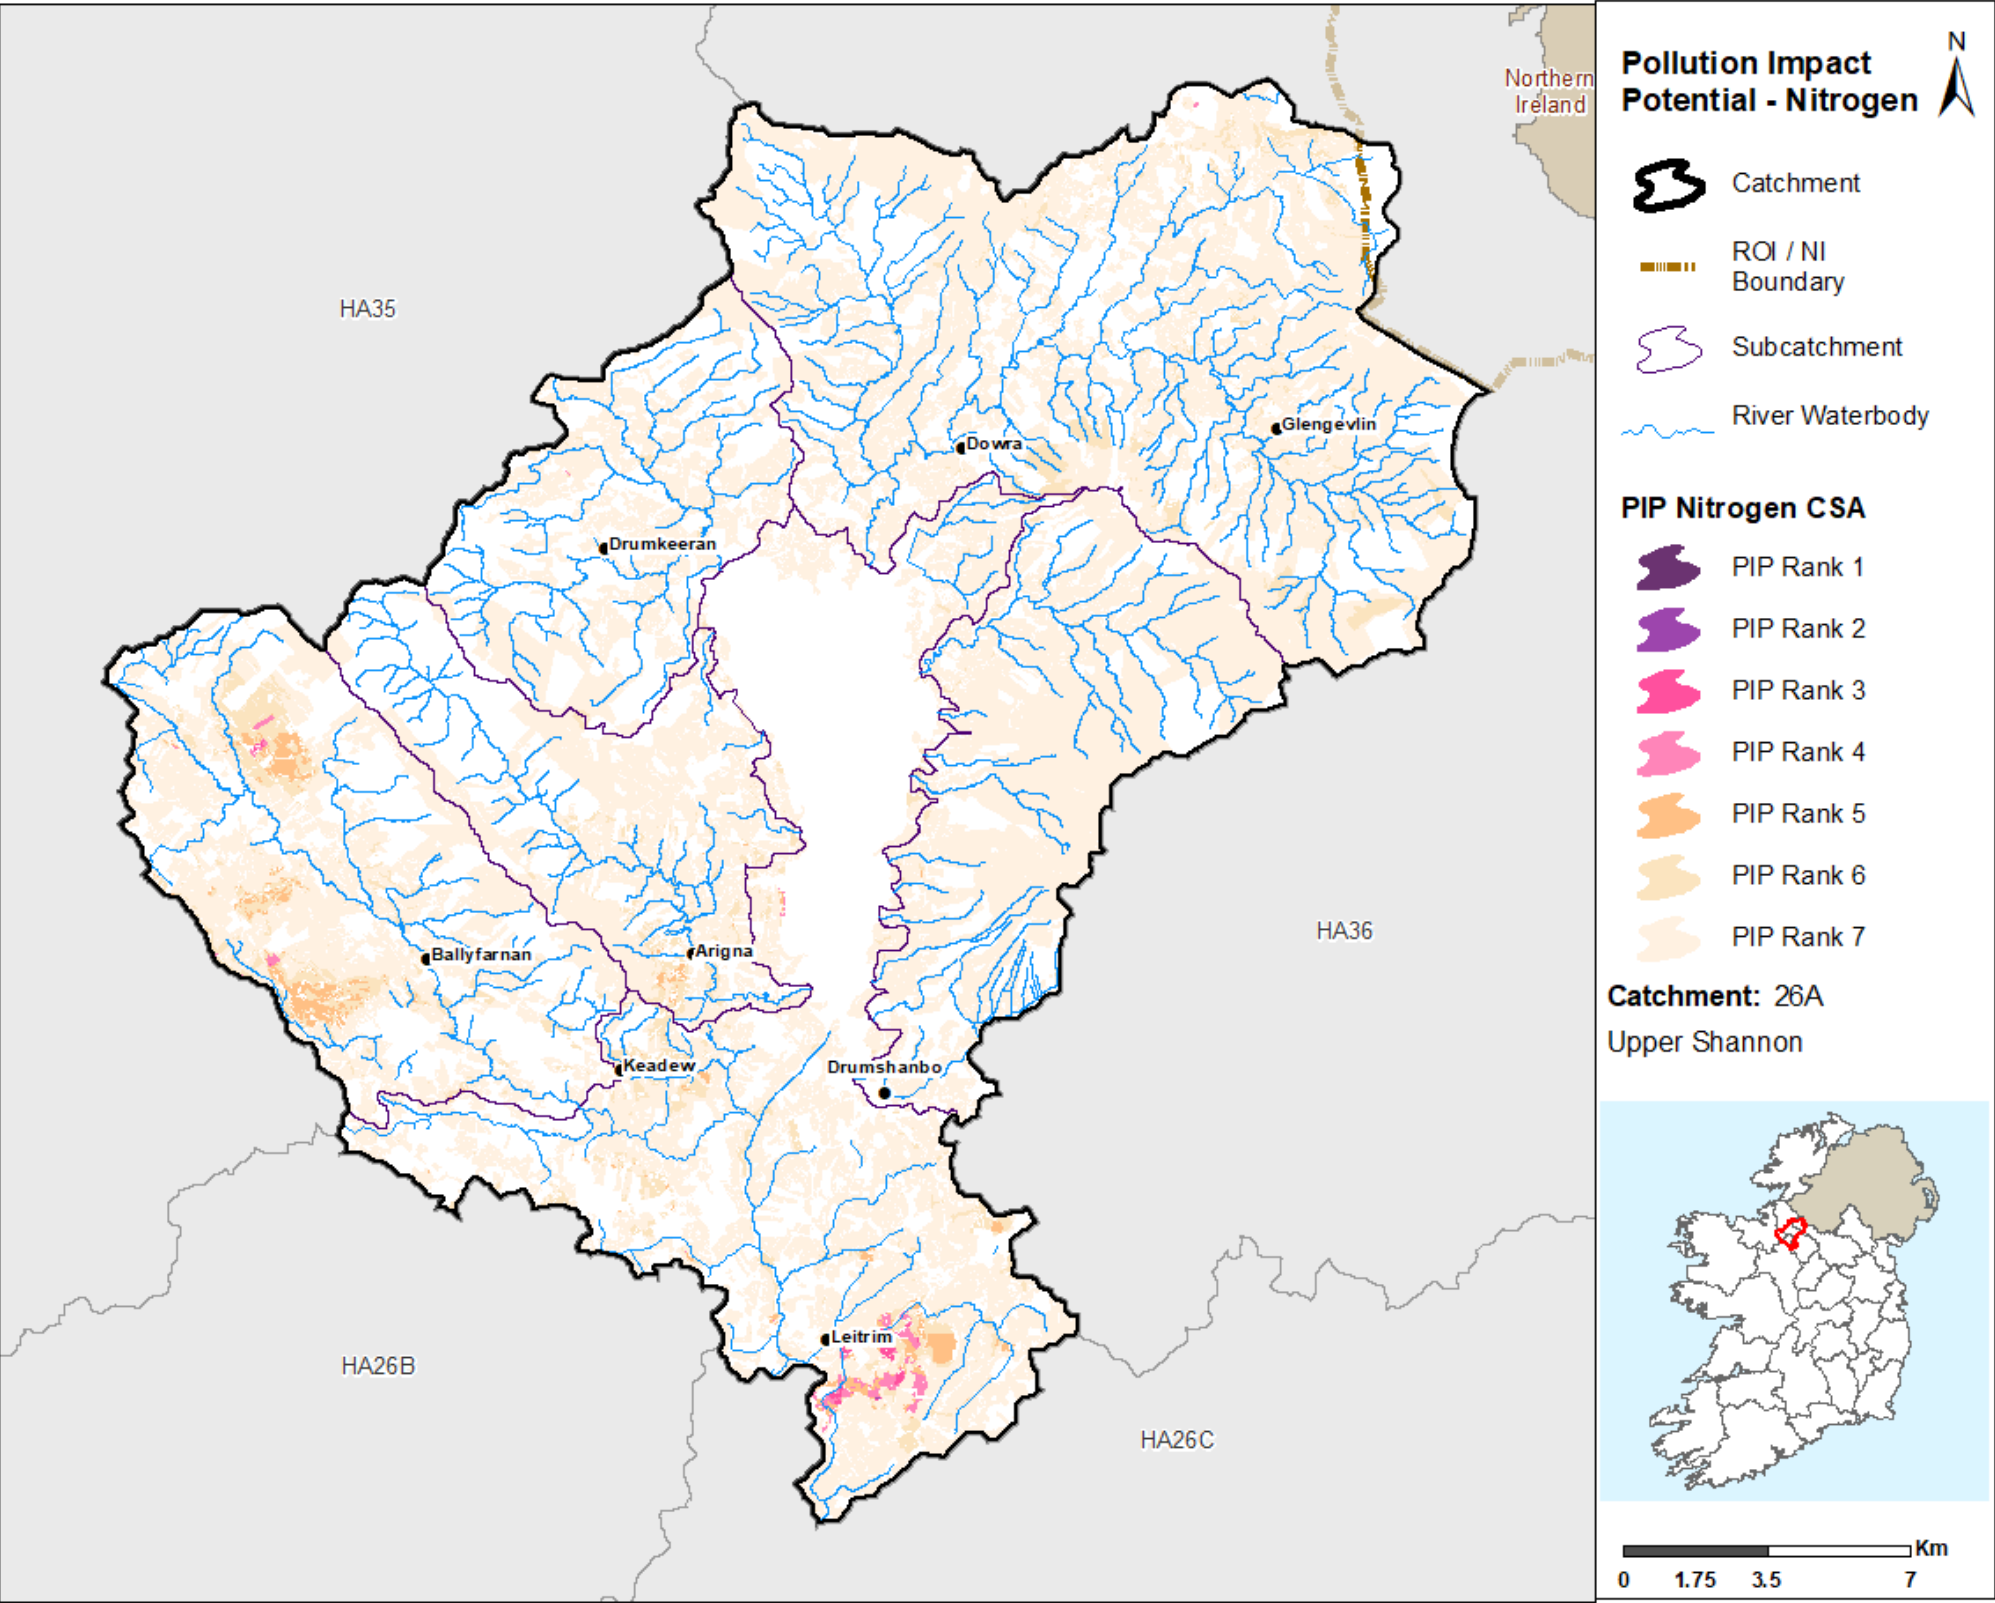 Northern
Ireland
HA35
Glengevlin
Dowra
Drumkeeran
HA36
Ballyfarnan
Arigna
Keadew
Drumshanbo
Leitrim
HA26B
HA26C
Pollution Impact
Potential - Nitrogen
N
Catchment
ROI / NI
Boundary
Subcatchment
River Waterbody
PIP Nitrogen CSA
PIP Rank 1
PIP Rank 2
PIP Rank 3
PIP Rank 4
PIP Rank 5
PIP Rank 6
PIP Rank 7
Catchment: 26A
Upper Shannon
Km
0 1.75 3.5 7